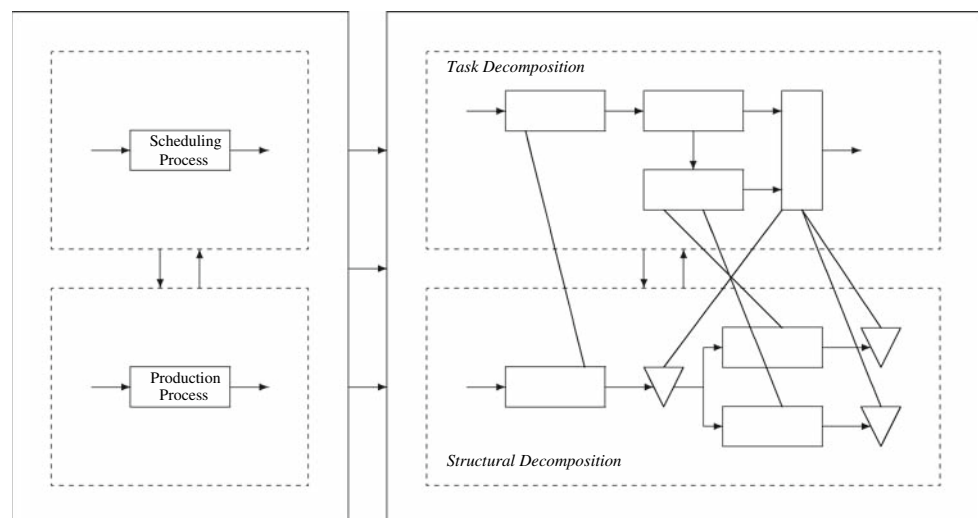 Task Decomposition
Scheduling
Process
Production
Process
Structural Decomposition